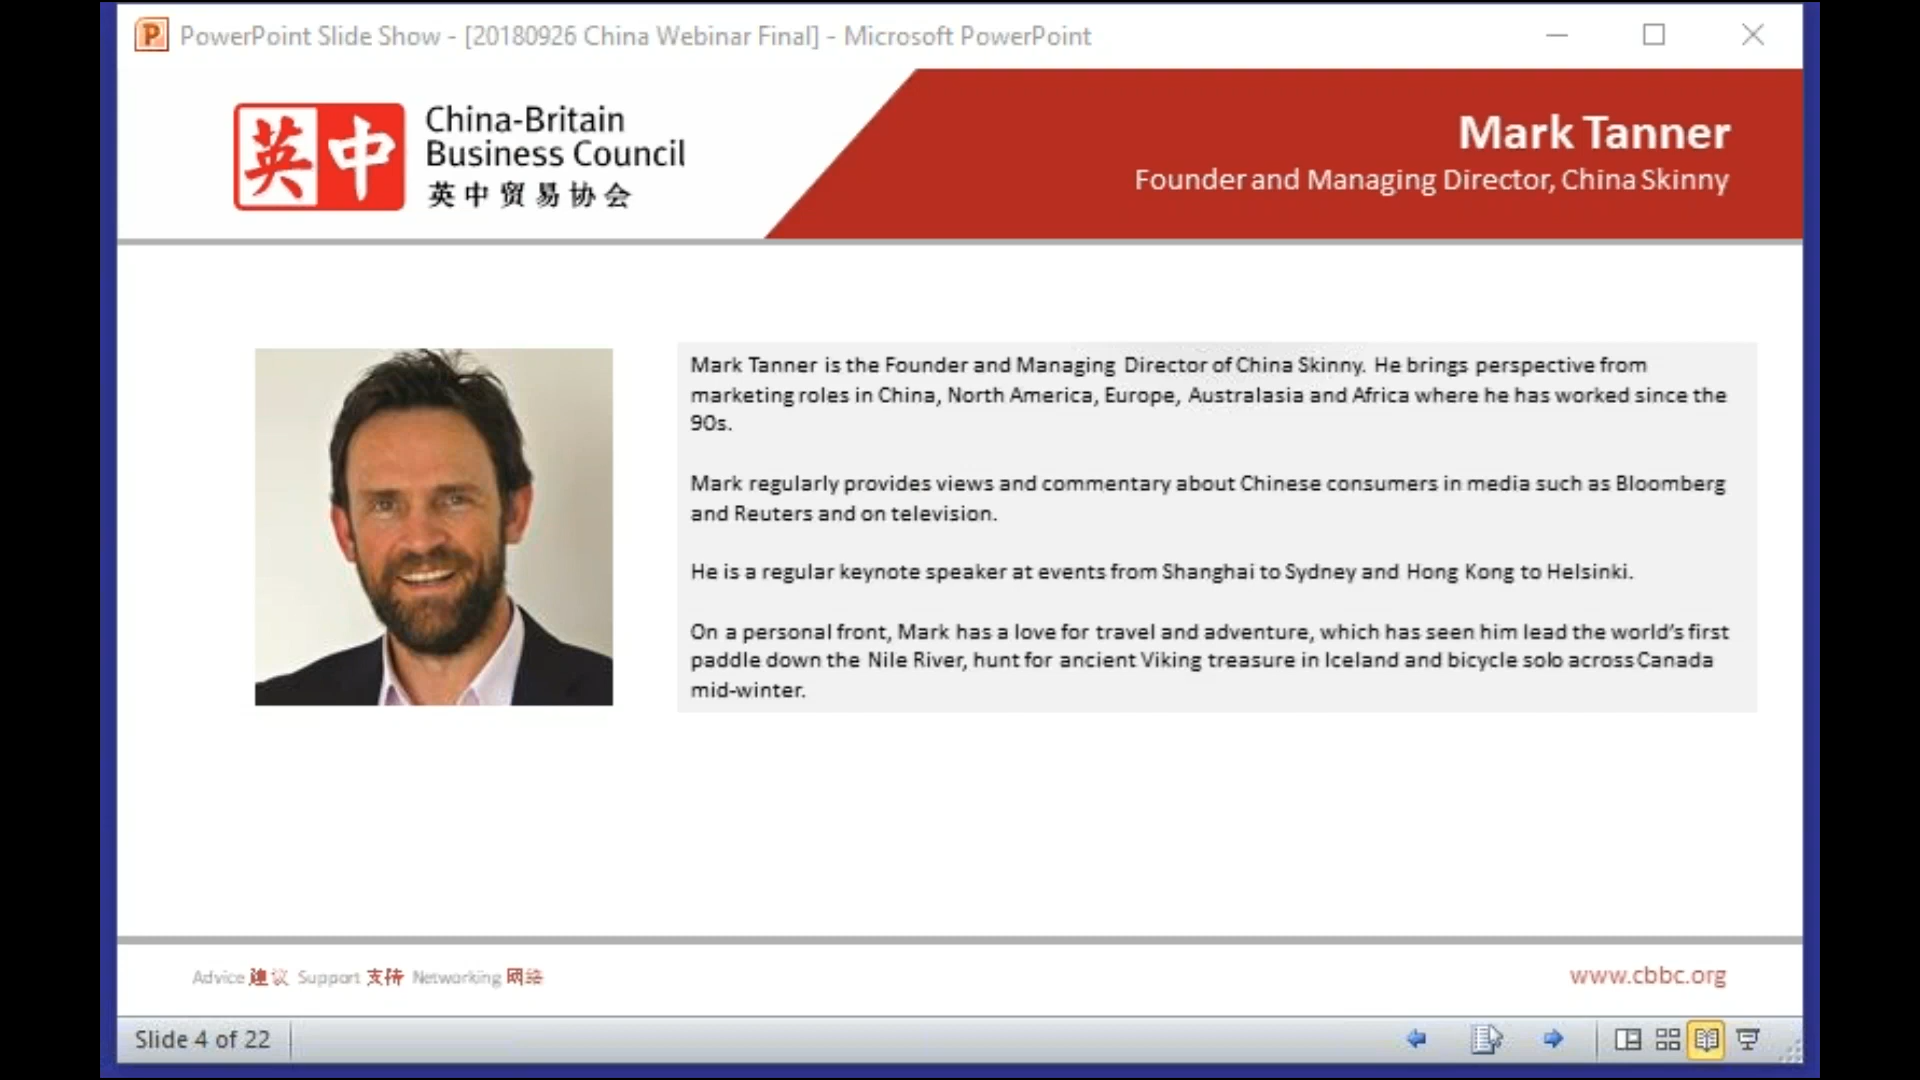 PowerPoint Slide Show - [20180926 China Webinar Final] - Microsoft PowerPoint
英中
China-Britain
Business Council
英中贸易协会
Mark Tanner
Founder and Managing Director, China Skinny
Mark Tanner is the Founder and Managing Director of China Skinny. He brings perspective from
marketing roles in China, North America, Europe, Australasia and Africa where he has worked since the
90s.
Mark regularly provides views and commentary about Chinese consumers in media such as Bloomberg
and Reuters and on television.
He is a regular keynote speaker at events from Shanghai to Sydney and Hong Kong to Helsinki.
On a personal front, Mark has a love for travel and adventure, which has seen him lead the world's first
paddle down the Nile River, hunt for ancient Viking treasure in Iceland and bicycle solo across Canada
mid-winter.
Advice 建议 Support 支持 Networking 网络
www.cbbc.org
Slide 4 of 22